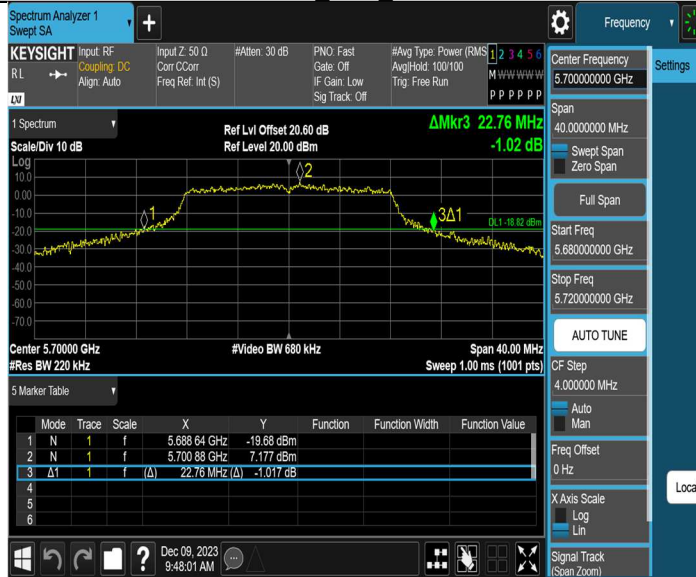 Spectrum Analyzer 1
Swept SA
+
Frequency
KEYSIGHT
RL
LXI
Input: RF
Coupling: DC
Align: Auto
Input Z: 50 Ω
Corr CCorr
Freq Ref: Int (S)
#Atten: 30 dB
PNO: Fast
Gate: Off
IF Gain: Low
Sig Track: Off
#Avg Type: Power (RMS
Avg|Hold: 100/100
Trig: Free Run
1 2 3 4 5 6
M W W W W W
P P P P P P
Center Frequency
5.700000000 GHz
Settings
1 Spectrum
Scale/Div 10 dB
Ref Lvl Offset 20.60 dB
Ref Level 20.00 dBm
ΔMkr3 22.76 MHz
-1.02 dB
Span
40.0000000 MHz
Swept Span
Zero Span
Full Span
Start Freq
5.680000000 GHz
Stop Freq
5.720000000 GHz
AUTO TUNE
CF Step
4.000000 MHz
Auto
Man
Freq Offset
0 Hz
X Axis Scale
Log
Lin
Signal Track
(Span Zoom)
Loca
Log
10.0
0.00
-10.0
-20.0
-30.0
-40.0
-50.0
-60.0
-70.0
1
2
3Δ1
DL1 -18.82 dBm
Center 5.70000 GHz
#Res BW 220 kHz
#Video BW 680 kHz
Span 40.00 MHz
Sweep 1.00 ms (1001 pts)
5 Marker Table
Mode Trace Scale X Y Function Function Width Function Value
1 N 1 f 5.688 64 GHz -19.68 dBm
2 N 1 f 5.700 88 GHz 7.177 dBm
3 Δ1 1 f (Δ) 22.76 MHz (Δ) -1.017 dB
4
5
6
?
Dec 09, 2023
9:48:01 AM